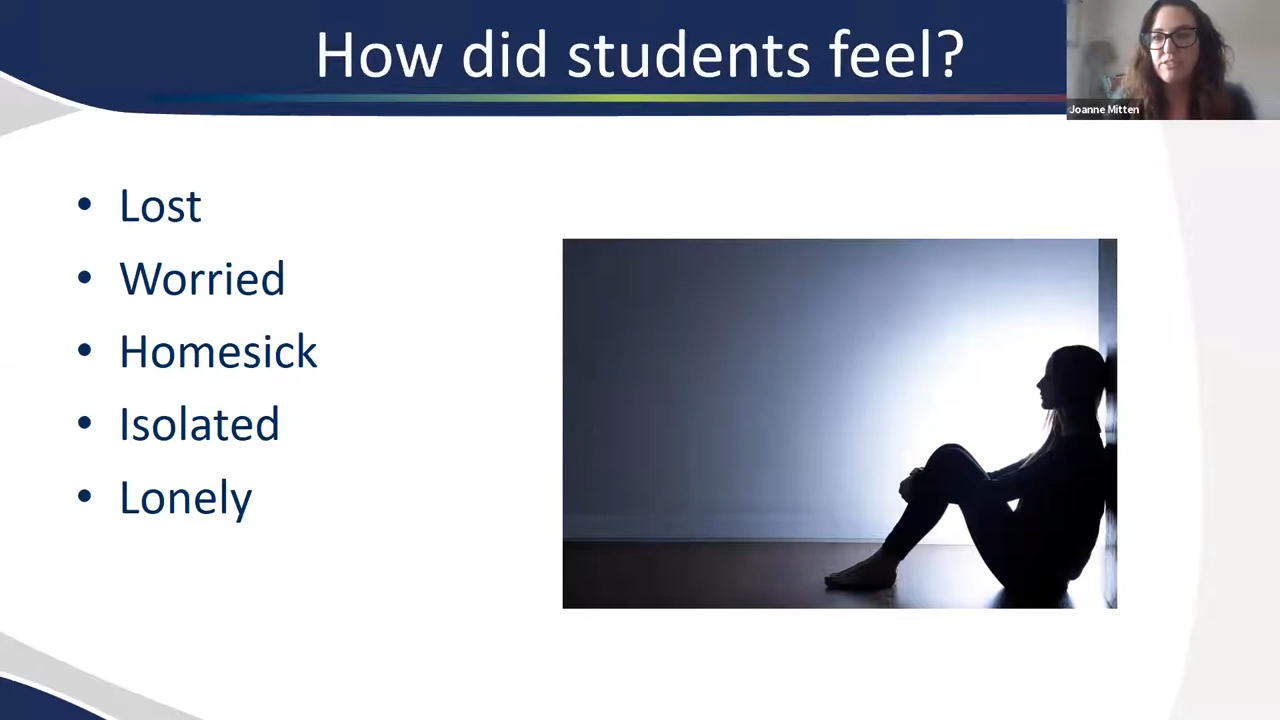 How did students feel?
Joanne Mitten
• Lost
• Worried
• Homesick
• Isolated
• Lonely